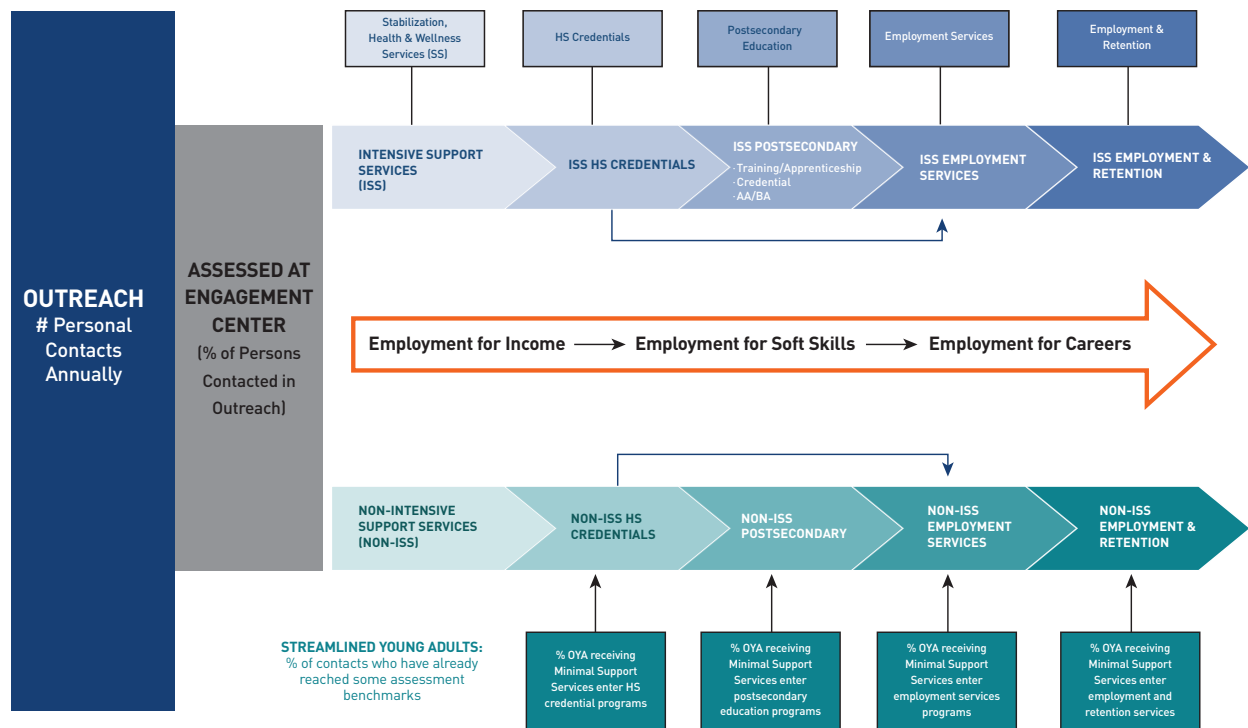 OUTREACH
# Personal
Contacts
Annually
ASSESSED AT
ENGAGEMENT
CENTER
(% of Persons
Contacted in
Outreach)
Stabilization,
Health & Wellness
Services (SS)
HS Credentials
Postsecondary
Education
Employment Services
Employment &
Retention
INTENSIVE SUPPORT
SERVICES
(ISS)
ISS HS CREDENTIALS
ISS POSTSECONDARY
· Training/Apprenticeship
· Credential
· AA/BA
ISS EMPLOYMENT
SERVICES
ISS EMPLOYMENT &
RETENTION
Employment for Income
Employment for Soft Skills
Employment for Careers
NON-INTENSIVE
SUPPORT SERVICES
(NON-ISS)
NON-ISS HS
CREDENTIALS
NON-ISS
POSTSECONDARY
NON-ISS
EMPLOYMENT
SERVICES
NON-ISS
EMPLOYMENT &
RETENTION
STREAMLINED YOUNG ADULTS:
% of contacts who have already
reached some assessment
benchmarks
% OYA receiving
Minimal Support
Services enter HS
credential programs
% OYA receiving
Minimal Support
Services enter
postsecondary
education programs
% OYA receiving
Minimal Support
Services enter
employment services
programs
% OYA receiving
Minimal Support
Services enter
employment and
retention services